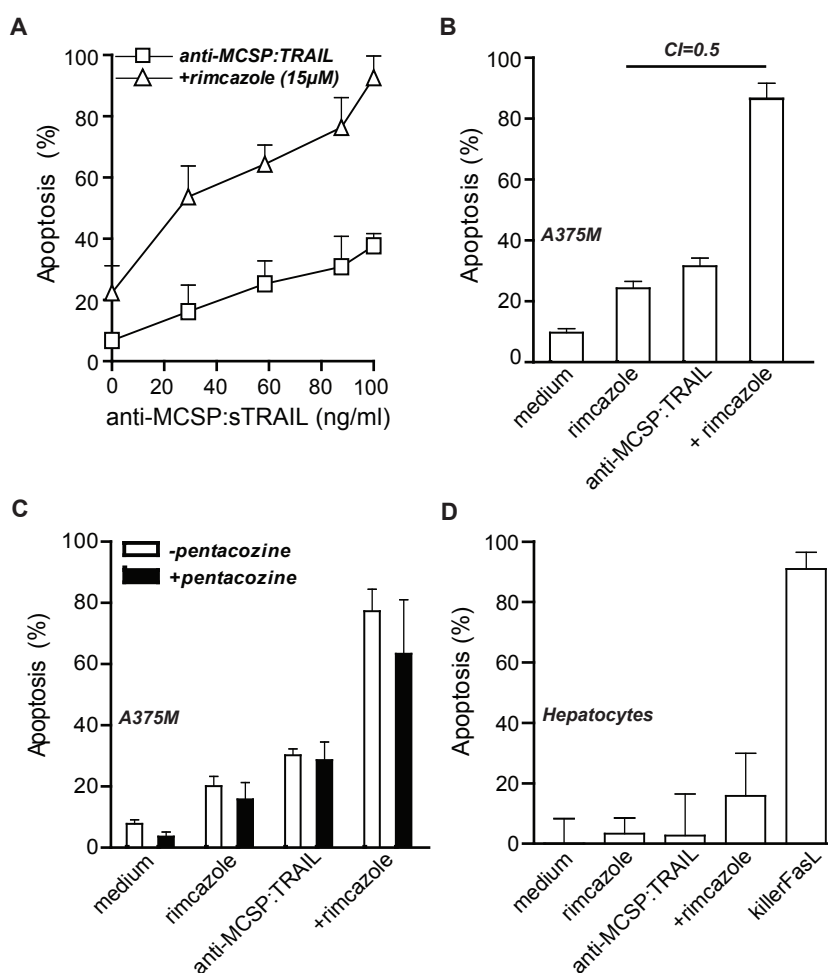 A
anti-MCSP:TRAIL
+rimcazole (15µM)
Apoptosis (%)
100
80
60
40
20
0
0 20 40 60 80 100
anti-MCSP:sTRAIL (ng/ml)
B
CI=0.5
Apoptosis (%)
100
80
60
40
20
0
A375M
medium
rimcazole
anti-MCSP:TRAIL
+ rimcazole
C
-pentacozine
+pentacozine
Apoptosis (%)
100
80
60
40
20
0
A375M
medium
rimcazole
anti-MCSP:TRAIL
+rimcazole
D
Apoptosis (%)
100
80
60
40
20
0
Hepatocytes
medium
rimcazole
anti-MCSP:TRAIL
+rimcazole
killerFasL